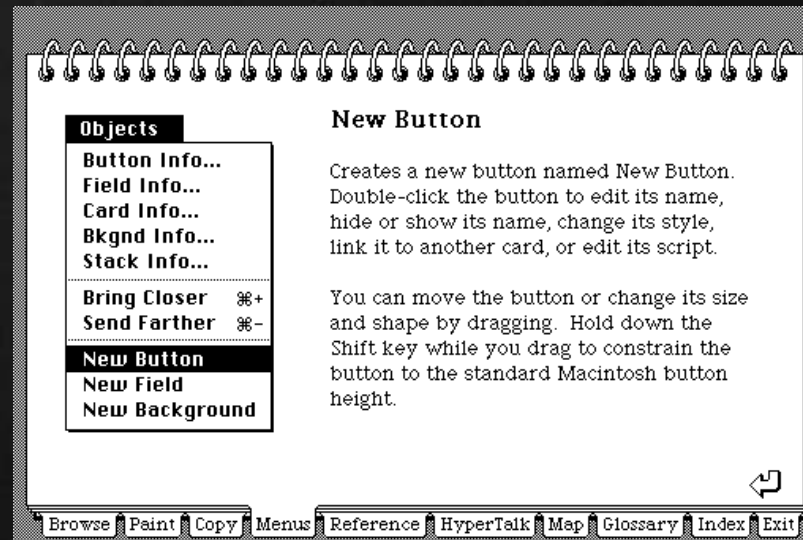 Objects
Button Info...
Field Info...
Card Info...
Bkgnd Info...
Stack Info...
Bring Closer ⌘+
Send Farther ⌘-
New Button
New Field
New Background
New Button
Creates a new button named New Button.
Double-click the button to edit its name,
hide or show its name, change its style,
link it to another card, or edit its script.
You can move the button or change its size
and shape by dragging. Hold down the
Shift key while you drag to constrain the
button to the standard Macintosh button
height.
Browse Paint Copy Menus Reference HyperTalk Map Glossary Index Exit